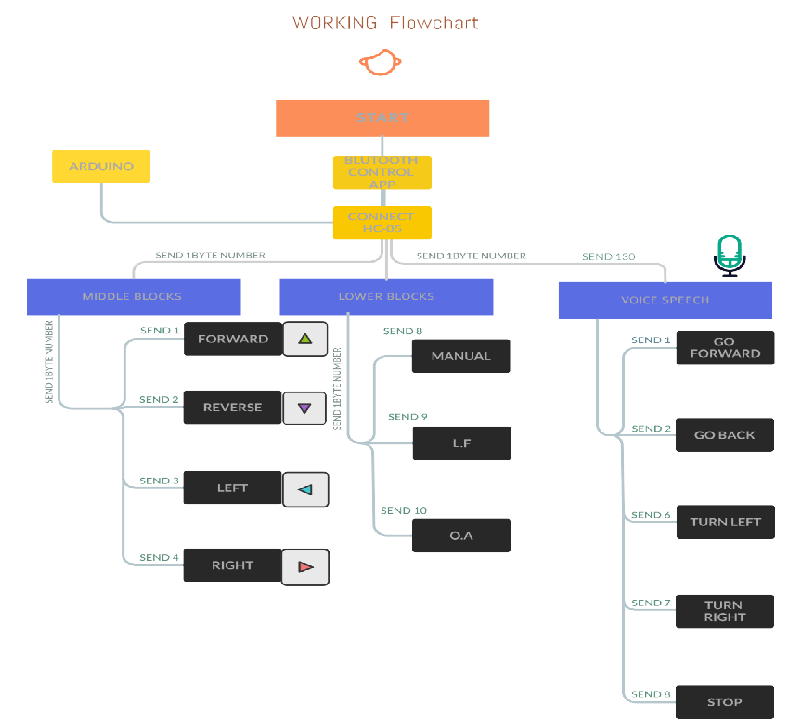 WORKING Flowchart
START
BLUTOOTH
CONTROL
APP
ARDUINO
CONNECT
HC-05
SEND 1BYTE NUMBER
SEND 1BYTE NUMBER
SEND 130
MIDDLE BLOCKS
LOWER BLOCKS
VOICE SPEECH
SEND 1BYTE NUMBER
SEND 1
FORWARD
SEND 2
REVERSE
SEND 3
LEFT
SEND 4
RIGHT
SEND 1BYTE NUMBER
SEND 8
MANUAL
SEND 9
L.F
SEND 10
O.A
SEND 1
GO
FORWARD
SEND 2
GO BACK
SEND 6
TURN LEFT
SEND 7
TURN
RIGHT
SEND 8
STOP